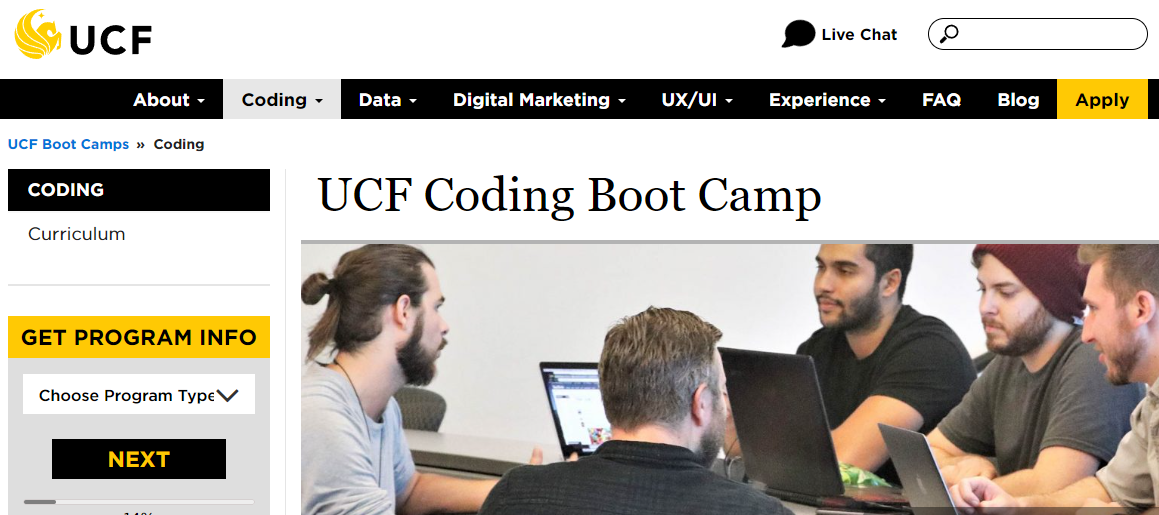 UCF
Live Chat
About Coding Data Digital Marketing UX/UI Experience FAQ Blog Apply
UCF Boot Camps » Coding
CODING
Curriculum
UCF Coding Boot Camp
GET PROGRAM INFO
Choose Program Type
NEXT
14%